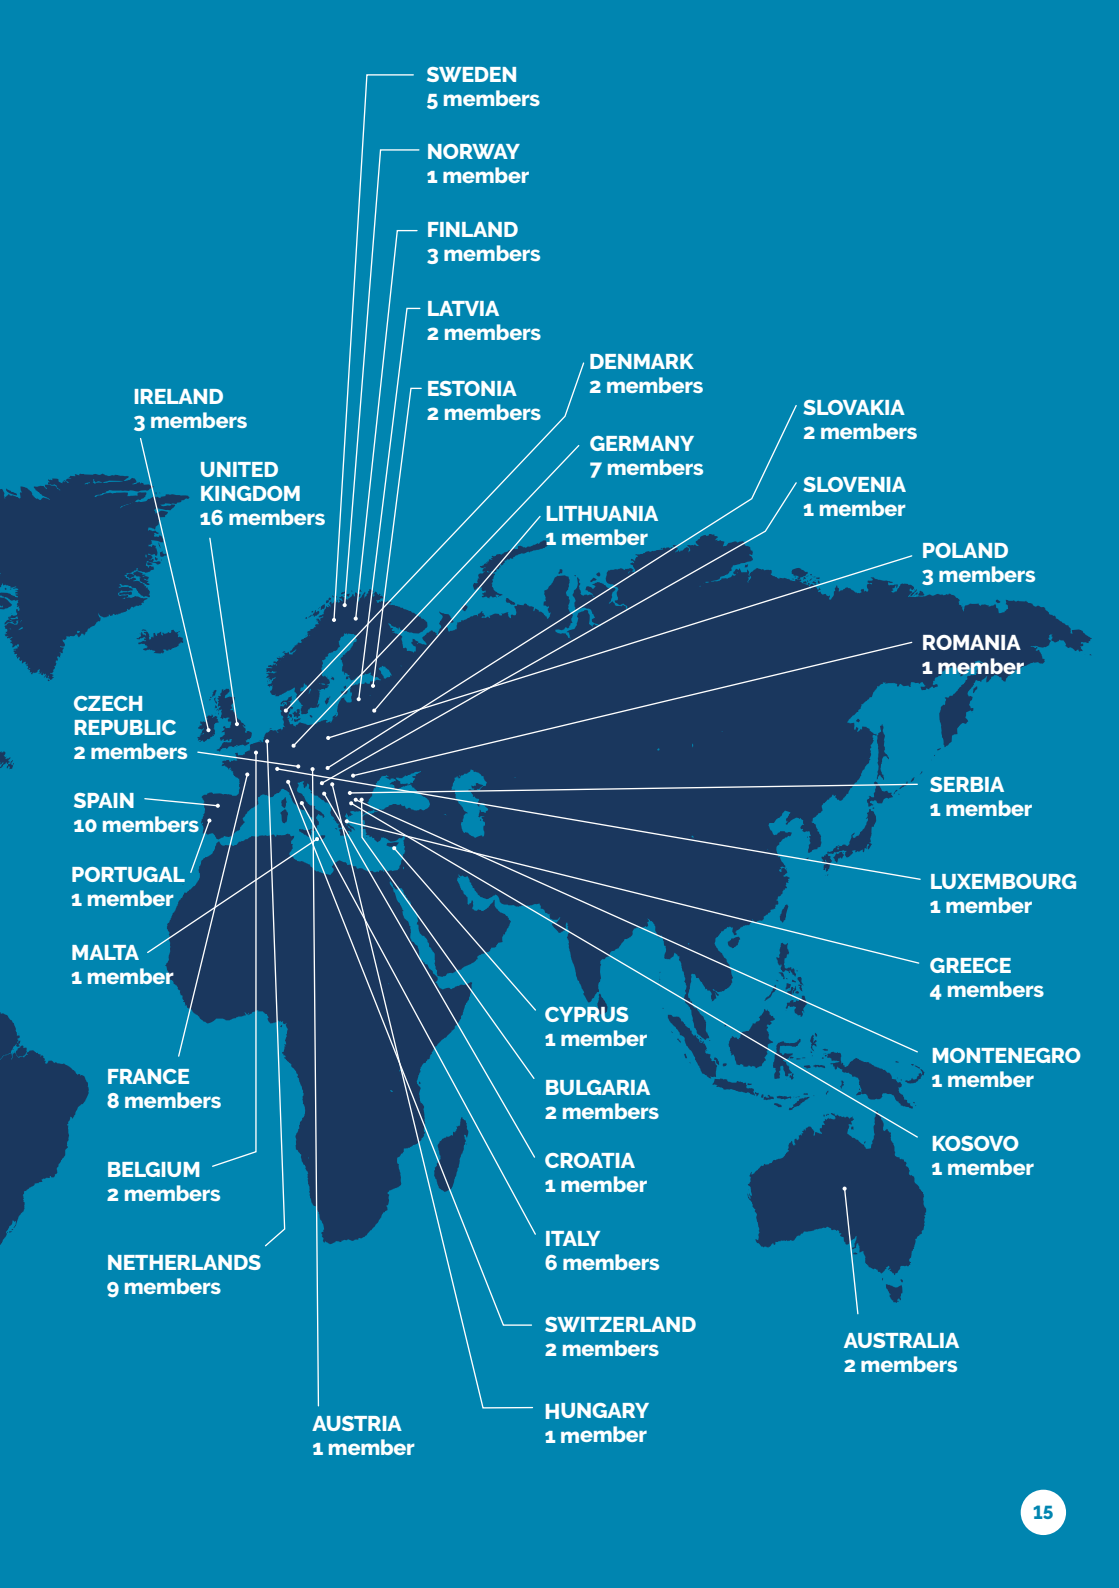 SWEDEN
5 members
NORWAY
1 member
FINLAND
3 members
LATVIA
2 members
ESTONIA
2 members
DENMARK
2 members
GERMANY
7 members
LITHUANIA
1 member
SLOVAKIA
2 members
SLOVENIA
1 member
POLAND
3 members
ROMANIA
1 member
IRELAND
3 members
UNITED
KINGDOM
16 members
CZECH
REPUBLIC
2 members
SPAIN
10 members
PORTUGAL
1 member
MALTA
1 member
FRANCE
8 members
BELGIUM
2 members
NETHERLANDS
9 members
AUSTRIA
1 member
SERBIA
1 member
LUXEMBOURG
1 member
GREECE
4 members
MONTENEGRO
1 member
KOSOVO
1 member
CYPRUS
1 member
BULGARIA
2 members
CROATIA
1 member
ITALY
6 members
SWITZERLAND
2 members
HUNGARY
1 member
AUSTRALIA
2 members
15